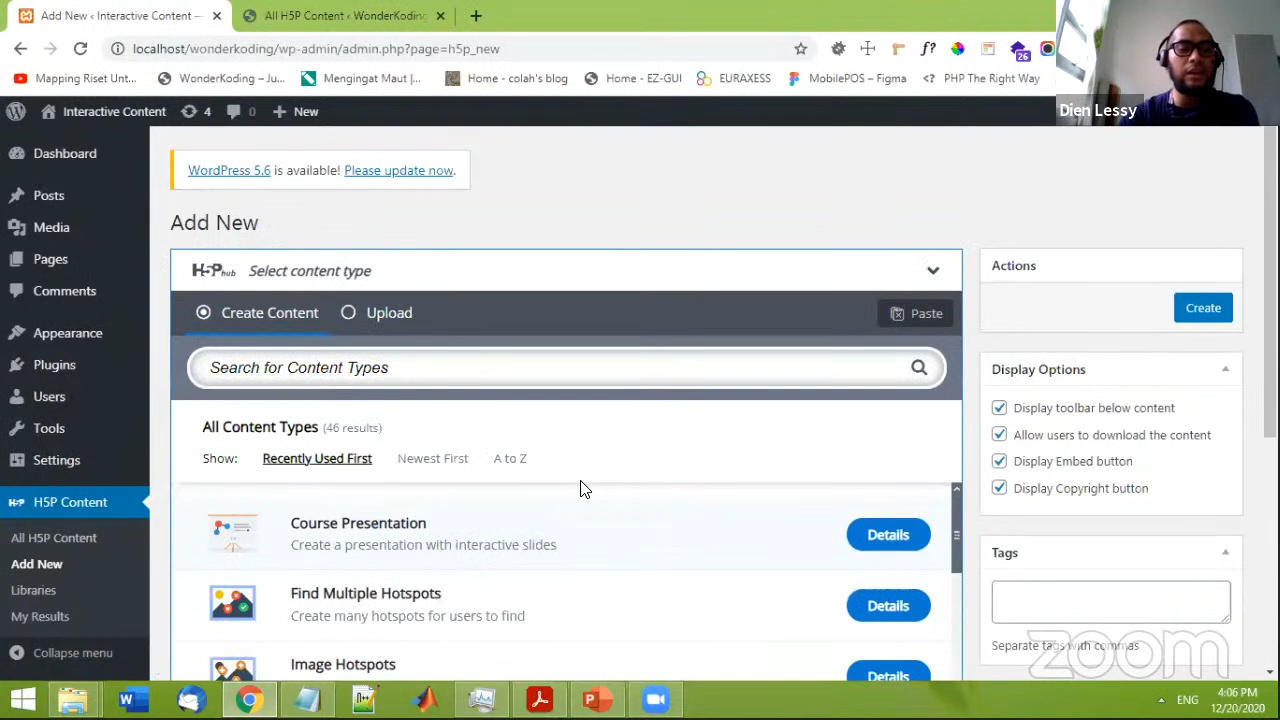 Add New ‹ Interactive Content —
All H5P Content ‹ WonderKoding
localhost/wonderkoding/wp-admin/admin.php?page=h5p_new
f?
26
Mapping Riset Unt...
WonderKoding – Ju...
Mengingat Maut | ...
Home - colah's blog
Home - EZ-GUI
EURAXESS
MobilePOS – Figma
PHP The Right Way
Dien Lessy
Interactive Content
4
0
New
Dashboard
Posts
Media
Pages
Comments
Appearance
Plugins
Users
Tools
Settings
H5P Content
All H5P Content
Add New
Libraries
My Results
Collapse menu
WordPress 5.6 is available! Please update now.
Add New
H5P hub Select content type
Create Content
Upload
Paste
Search for Content Types
All Content Types (46 results)
Show: Recently Used First Newest First A to Z
Course Presentation
Create a presentation with interactive slides
Details
Find Multiple Hotspots
Create many hotspots for users to find
Details
Image Hotspots
Details
Actions
Create
Display Options
Display toolbar below content
Allow users to download the content
Display Embed button
Display Copyright button
Tags
Separate tags with commas
zoom
ENG
4:06 PM
12/20/2020